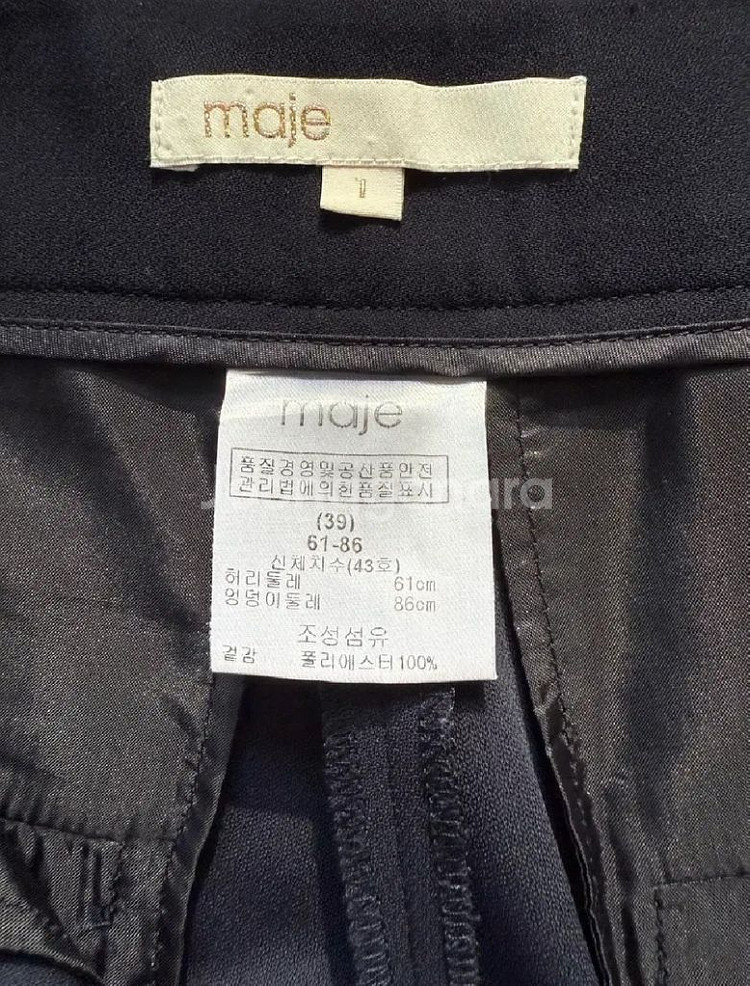 maje
1
maje
품질경영및공산품안전
관리법에의한품질표시
(39)
61-86
신체치수(43호)
허리둘레 61cm
엉덩이둘레 86cm
조성섬유
겉감 폴리에스터100%